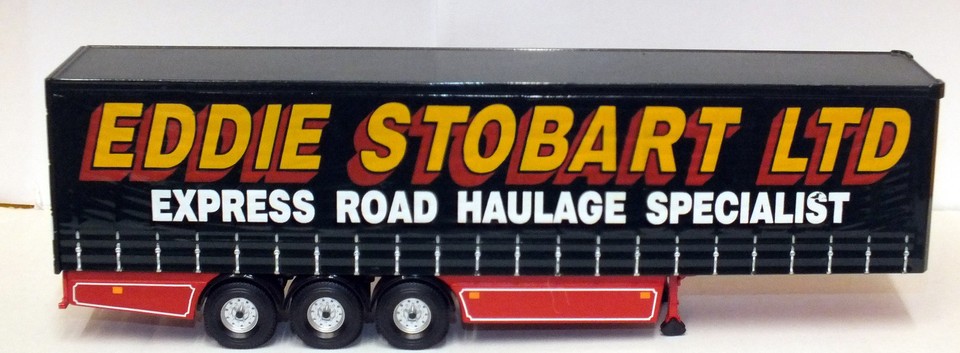 EDDIE STOBART LTD
EXPRESS ROAD HAULAGE SPECIALIST